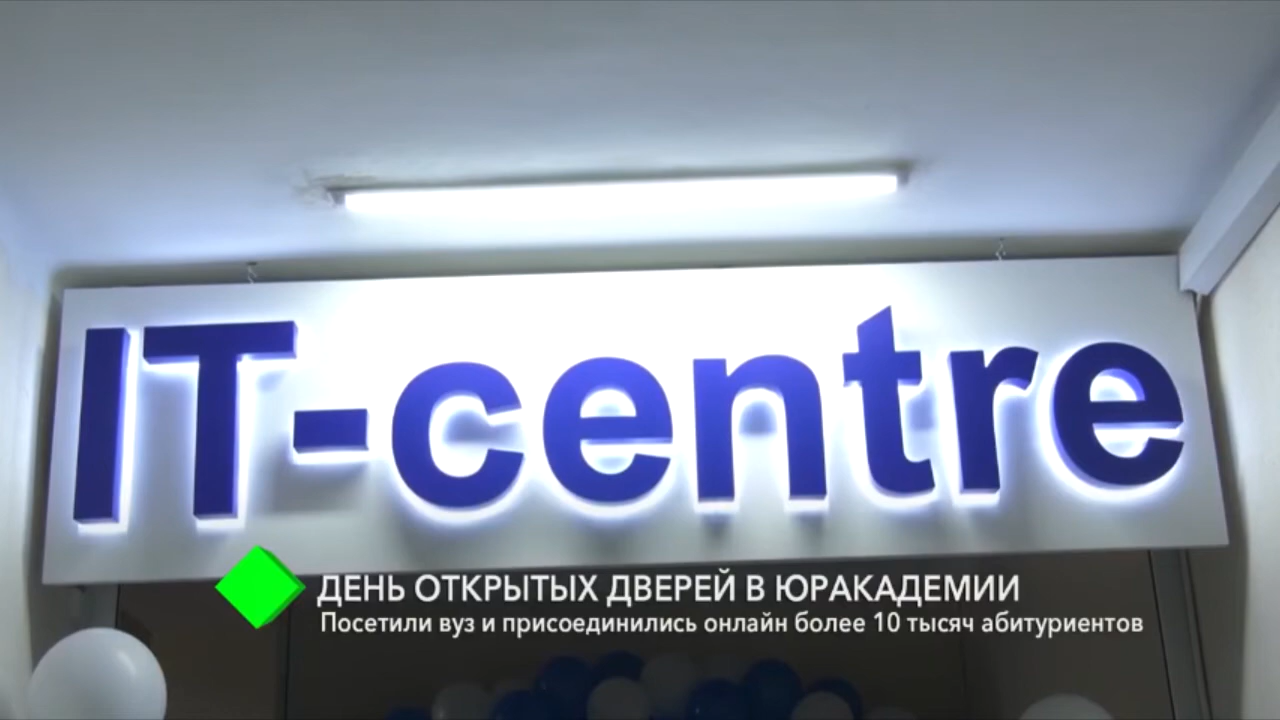 IT-centre
ДЕНЬ ОТКРЫТЫХ ДВЕРЕЙ В ЮРАКАДЕМИИ
Посетили вуз и присоединились онлайн более 10 тысяч абитуриентов